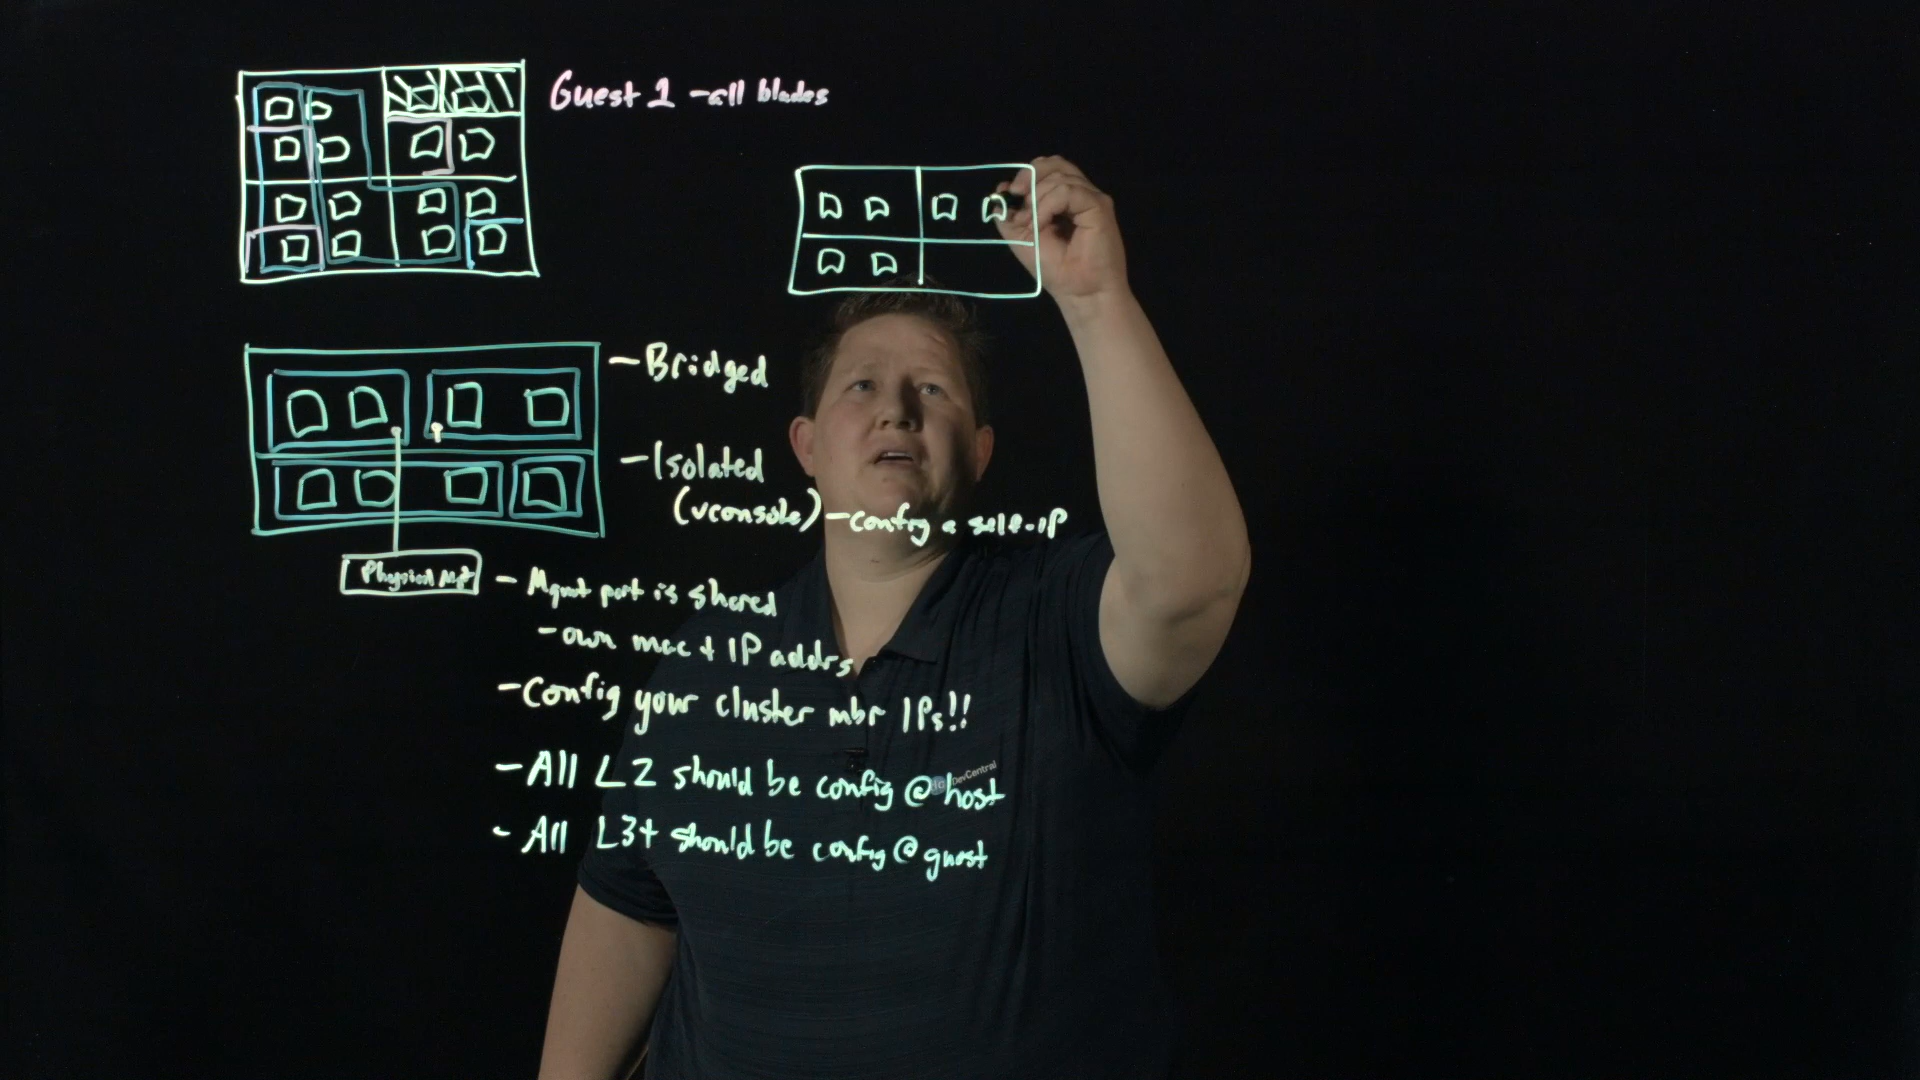 Guest 1 - all blades
- Bridged
- Isolated
(vconsole) - config a self-IP
Physical Mgt
- Mgmt port is shared
- own mac + IP addrs
- Config your cluster mbr IPs!!
- All L2 should be config @ host
DevCentral
- All L3+ should be config @ guest